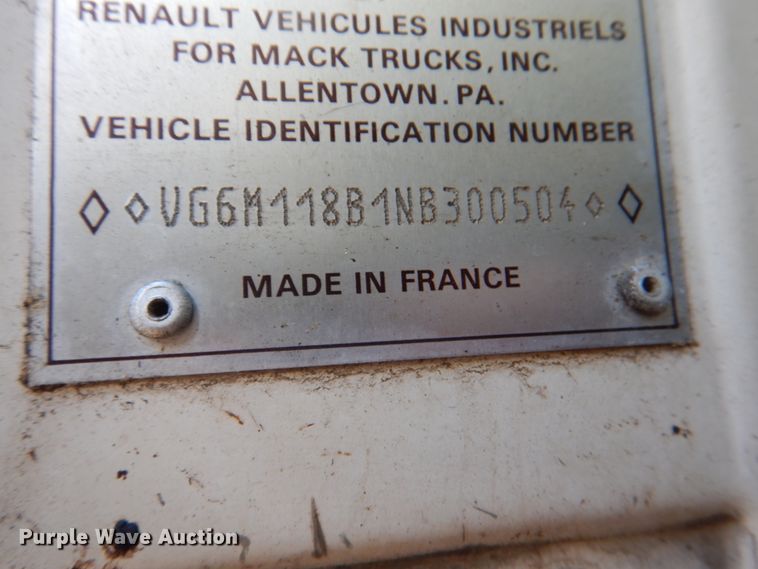 RENAULT VEHICULES INDUSTRIELS
FOR MACK TRUCKS, INC.
ALLENTOWN. PA.
VEHICLE IDENTIFICATION NUMBER
◇ ◇ VG6M118B1NB300504 ◇ ◇
MADE IN FRANCE
Purple Wave Auction